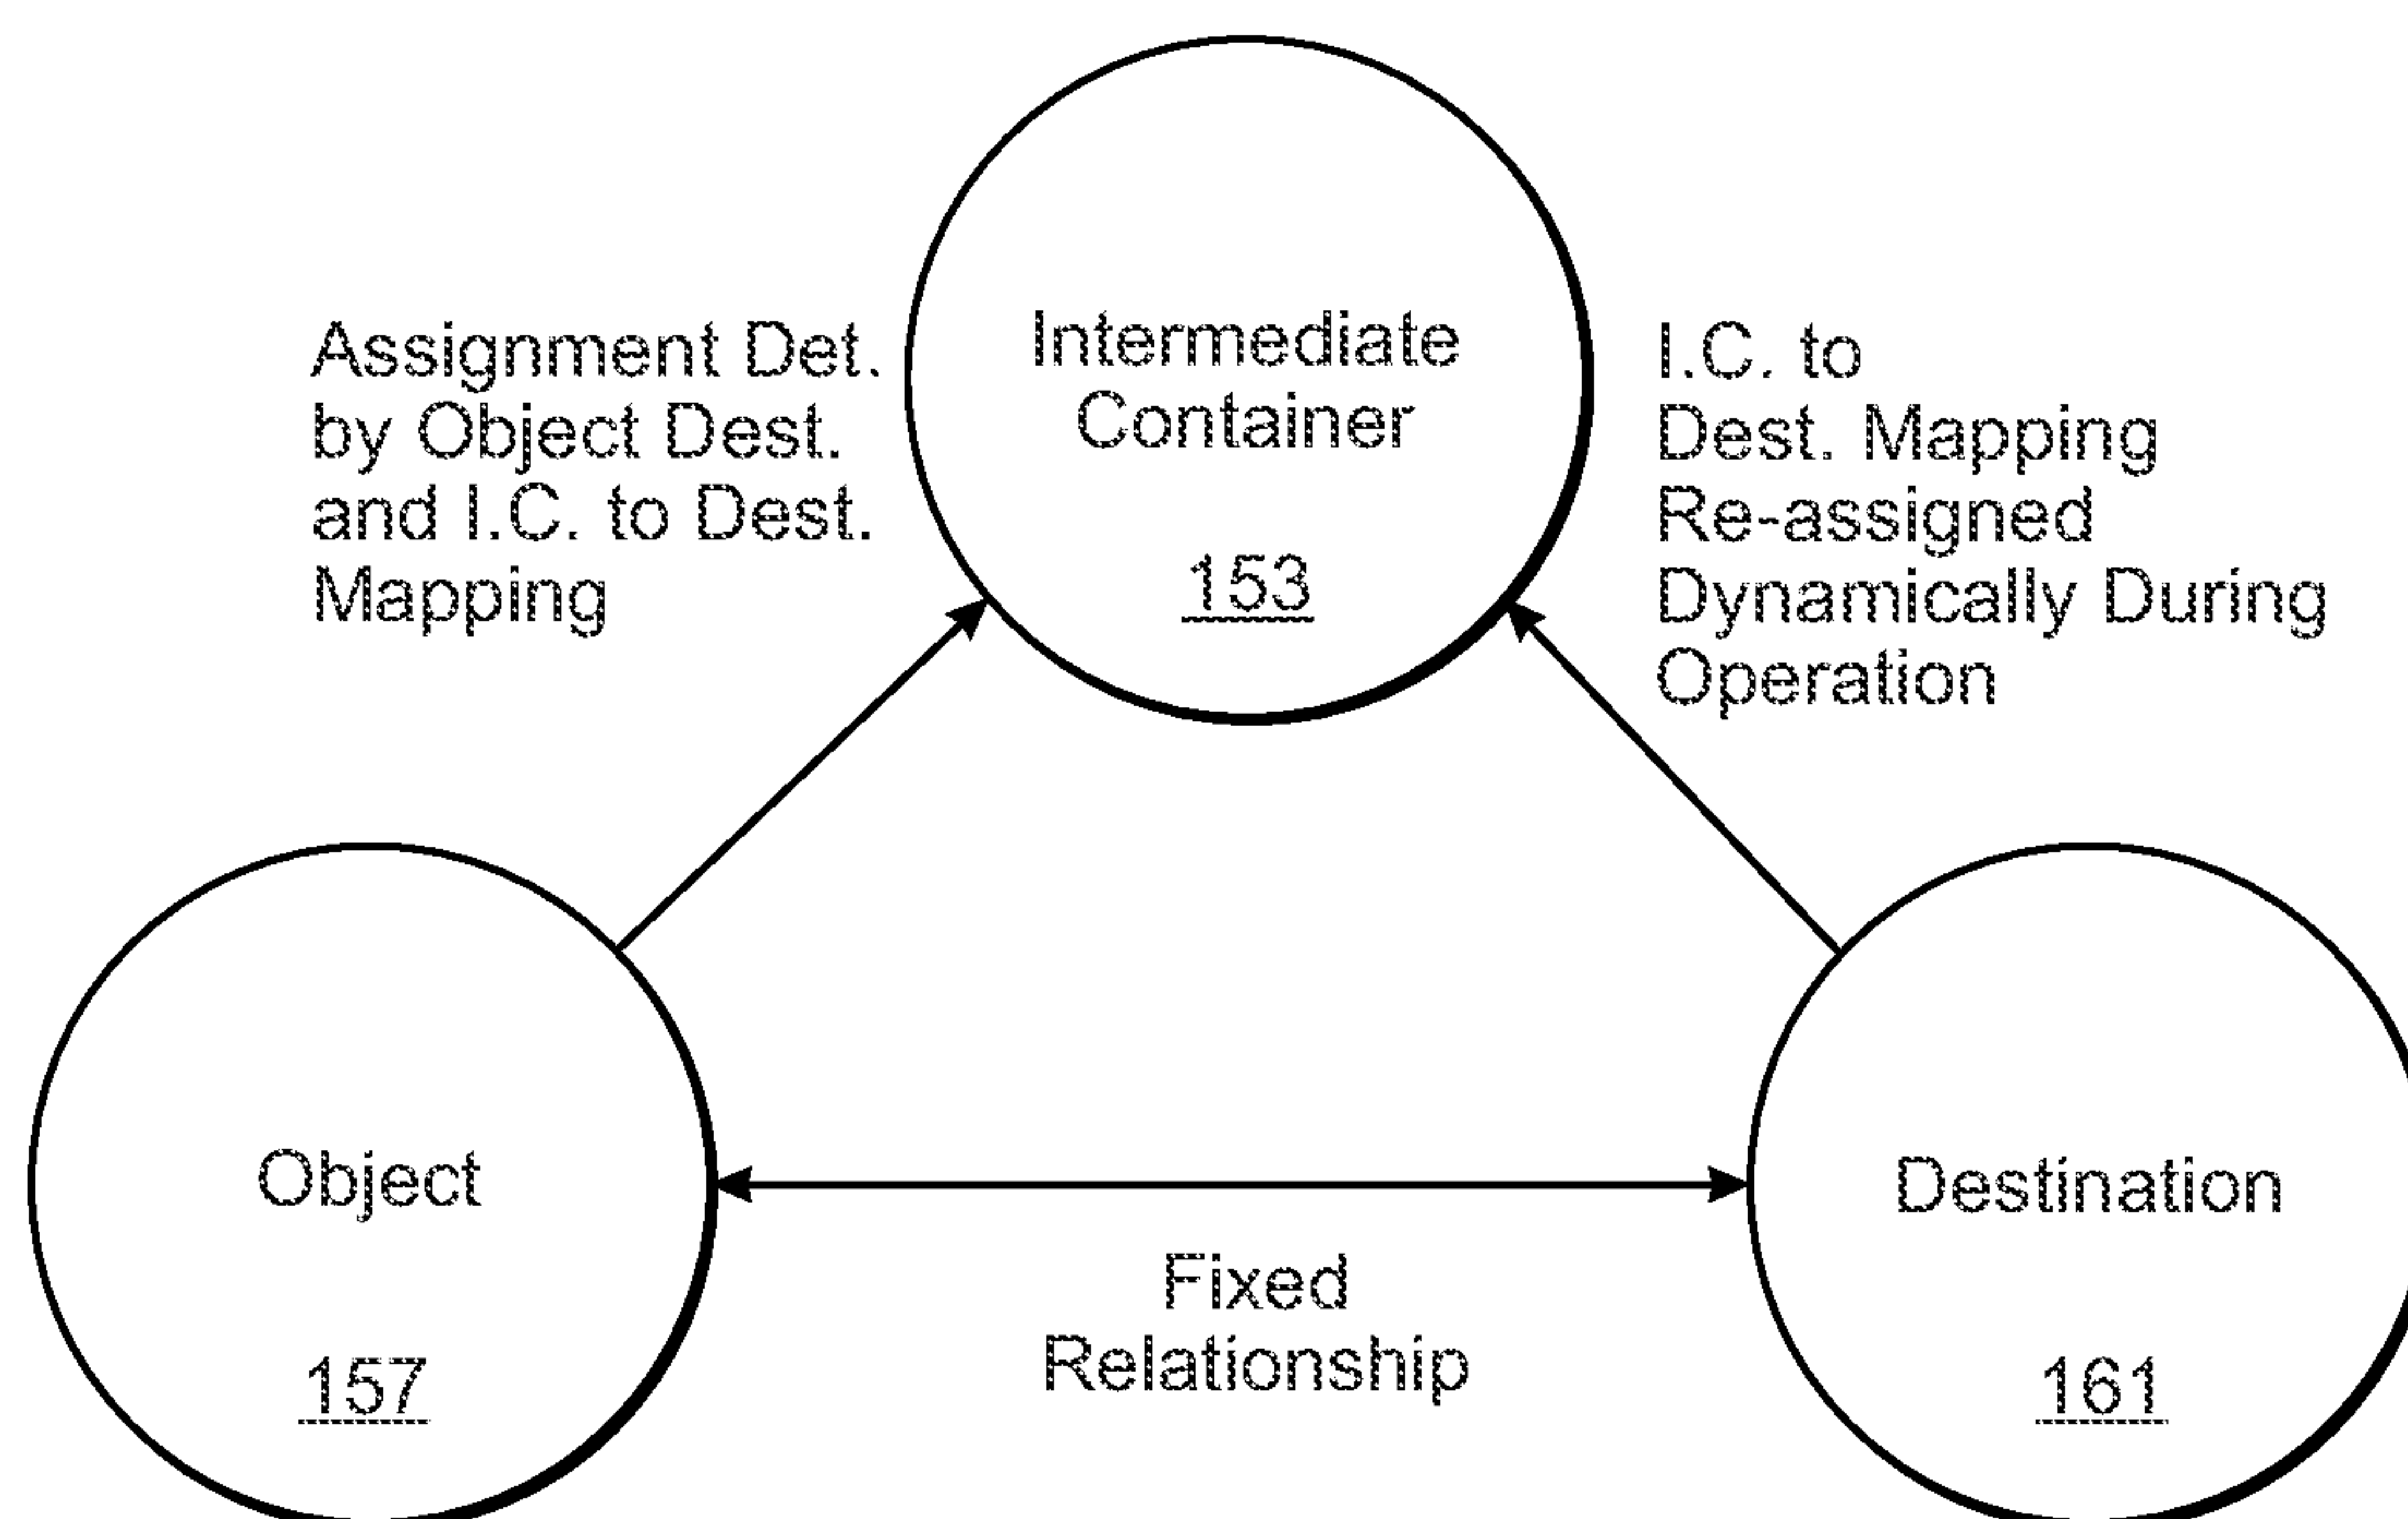 Intermediate
Container
153
Assignment Det.
by Object Dest.
and I.C. to Dest.
Mapping
I.C. to
Dest. Mapping
Re-assigned
Dynamically During
Operation
Object
157
Fixed
Relationship
Destination
161